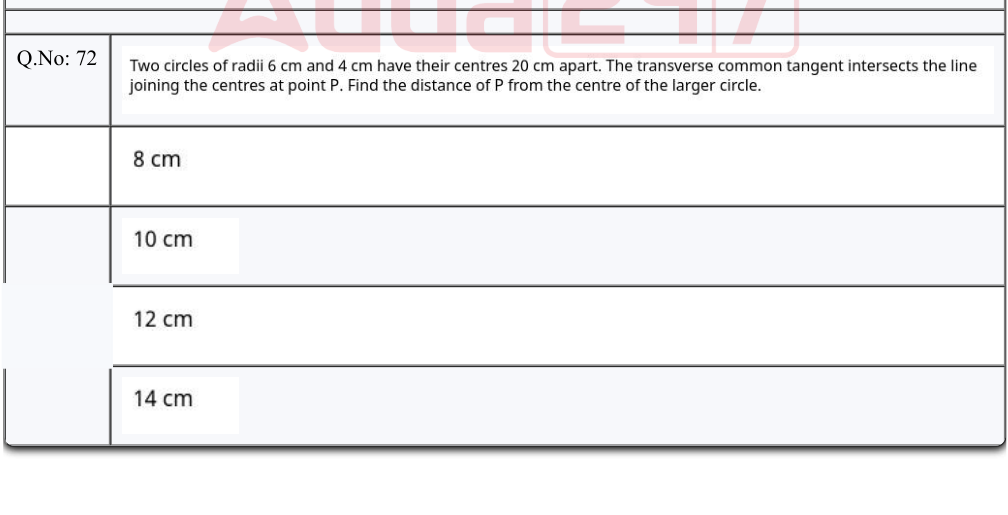 Adda247
Q.No: 72
Two circles of radii 6 cm and 4 cm have their centres 20 cm apart. The transverse common tangent intersects the line
joining the centres at point P. Find the distance of P from the centre of the larger circle.
8 cm
10 cm
12 cm
14 cm